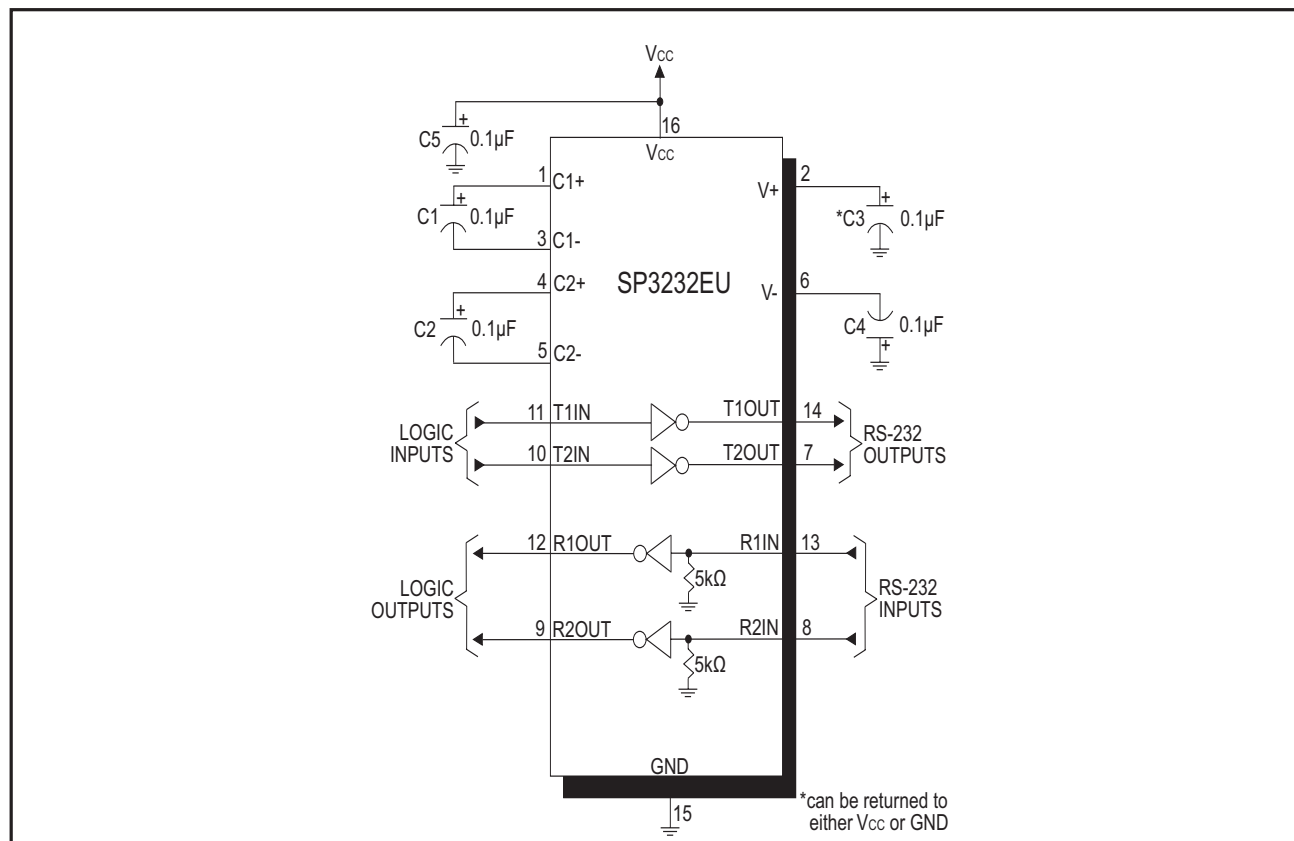 Vcc
16
Vcc
+
C5 0.1µF
1 C1+
+
C1 0.1µF
3 C1-
4 C2+
+
C2 0.1µF
5 C2-
SP3232EU
V+ 2
+
*C3 0.1µF
V- 6
C4 0.1µF
+
LOGIC
INPUTS
11 T1IN
T1OUT 14
10 T2IN
T2OUT 7
RS-232
OUTPUTS
LOGIC
OUTPUTS
12 R1OUT
R1IN 13
5kΩ
9 R2OUT
R2IN 8
5kΩ
RS-232
INPUTS
GND
15
*can be returned to
either Vcc or GND